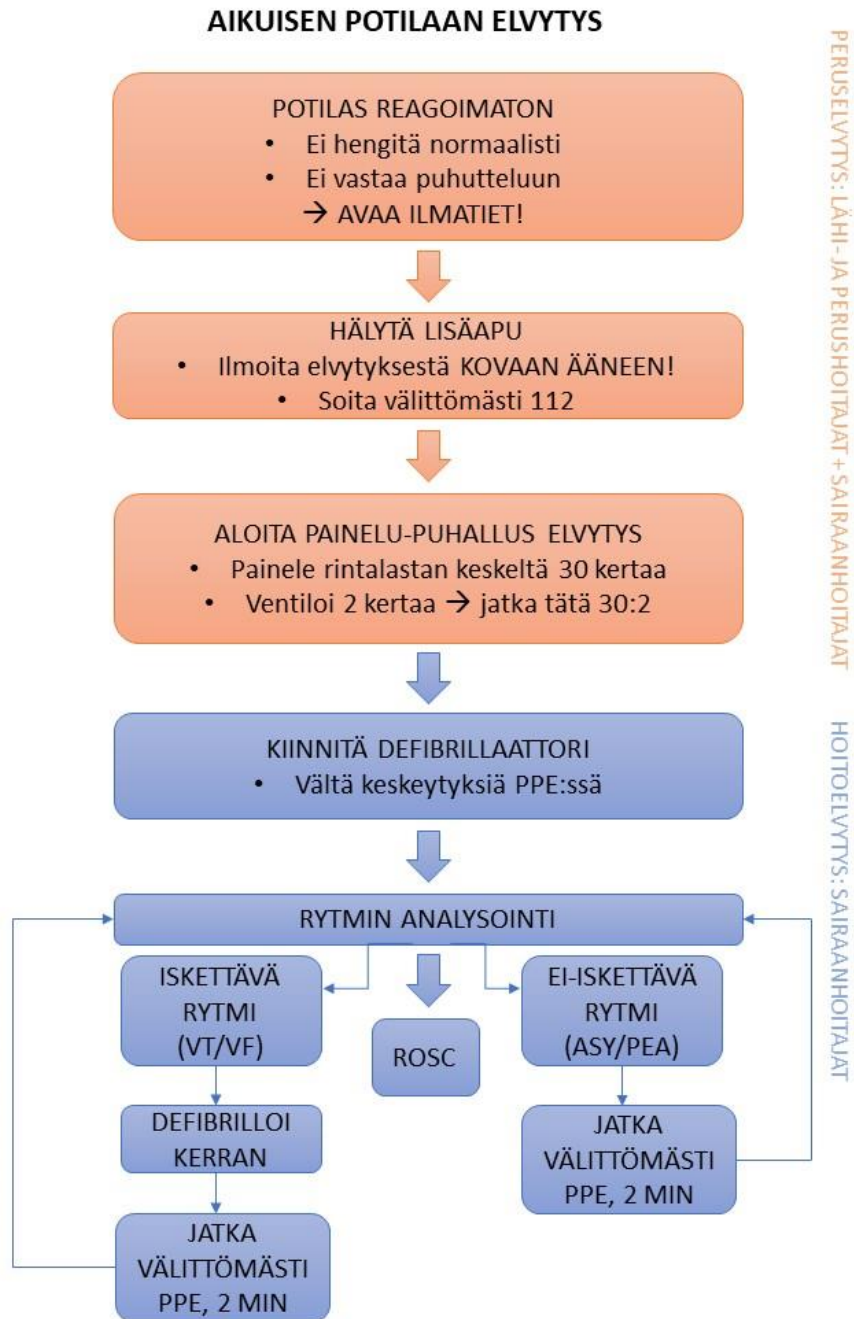 AIKUISEN POTILAAN ELVYTYS
POTILAS REAGOIMATON
• Ei hengitä normaalisti
• Ei vastaa puhutteluun
→ AVAA ILMATIET!
HÄLYTÄ LISÄAPU
• Ilmoita elvytyksestä KOVAAN ÄÄNEEN!
• Soita välittömästi 112
ALOITA PAINELU-PUHALLUS ELVYTYS
• Painele rintalastan keskeltä 30 kertaa
• Ventiloi 2 kertaa → jatka tätä 30:2
PERUSELVYTYS: LÄHI- JA PERUSHOITAJAT + SAIRAANHOITAJAT
KIINNITÄ DEFIBRILLAATTORI
• Vältä keskeytyksiä PPE:ssä
RYTMIN ANALYSOINTI
ISKETTÄVÄ
RYTMI
(VT/VF)
DEFIBRILLOI
KERRAN
JATKA
VÄLITTÖMÄSTI
PPE, 2 MIN
ROSC
EI-ISKETTÄVÄ
RYTMI
(ASY/PEA)
JATKA
VÄLITTÖMÄSTI
PPE, 2 MIN
HOITOELVYTYS: SAIRAANHOITAJAT